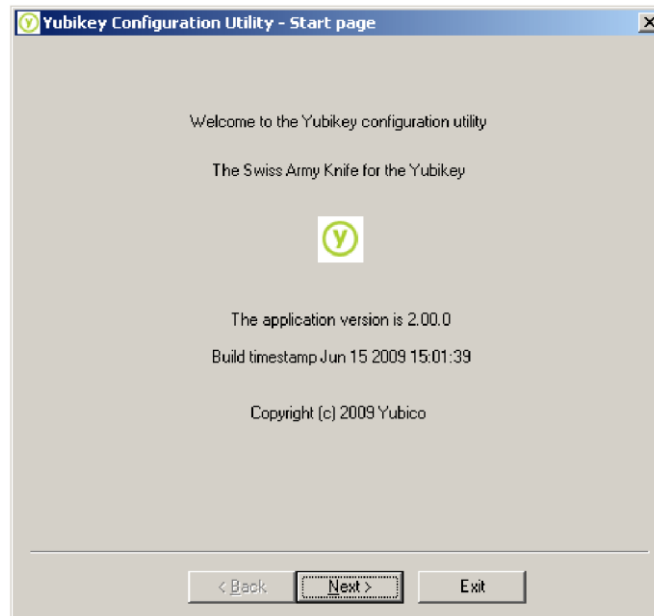 Yubikey Configuration Utility - Start page
Welcome to the Yubikey configuration utility
The Swiss Army Knife for the Yubikey
y
The application version is 2.00.0
Build timestamp Jun 15 2009 15:01:39
Copyright (c) 2009 Yubico
< Back Next > Exit